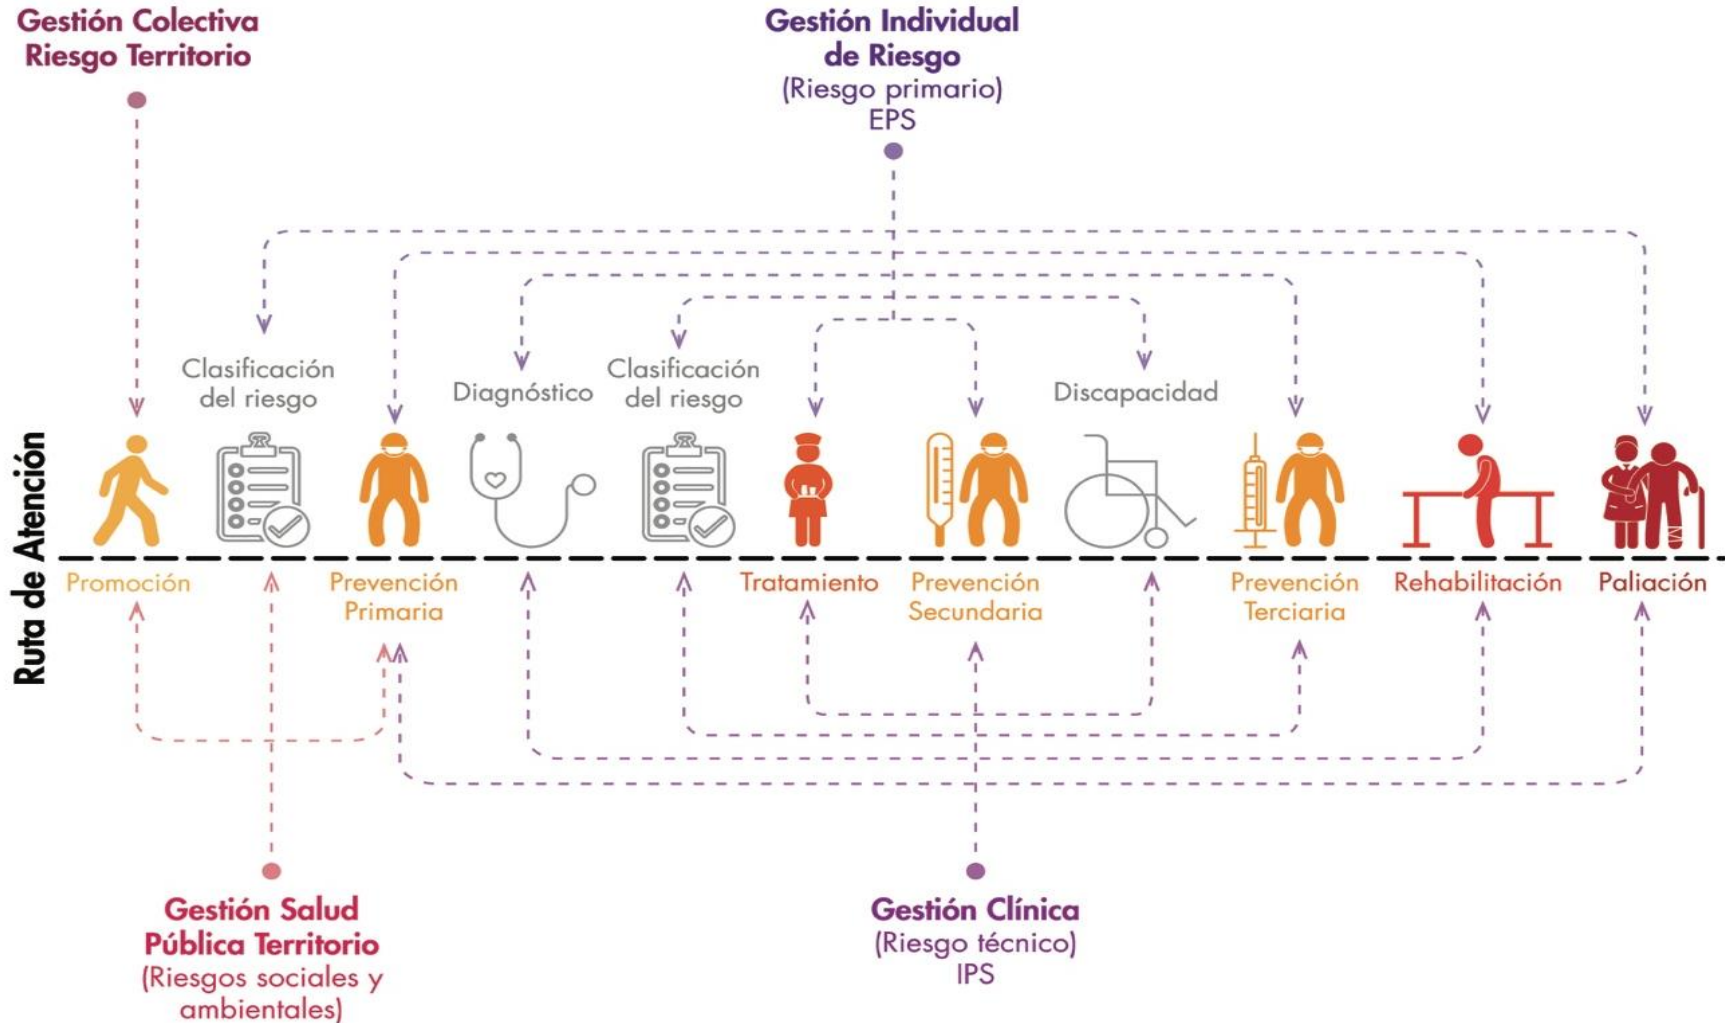 Gestión Colectiva
Riesgo Territorio
Gestión Individual
de Riesgo
(Riesgo primario)
EPS
Clasificación
del riesgo
Diagnóstico
Clasificación
del riesgo
Discapacidad
Ruta de Atención
Promoción
Prevención
Primaria
Tratamiento
Prevención
Secundaria
Prevención
Terciaria
Rehabilitación
Paliación
Gestión Salud
Pública Territorio
(Riesgos sociales y
ambientales)
Gestión Clínica
(Riesgo técnico)
IPS